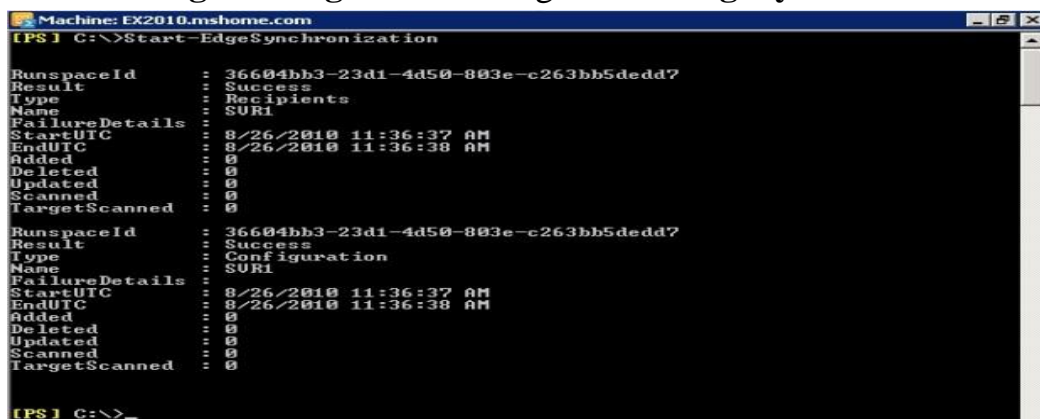 Machine: EX2010.mshome.com
[PS] C:\>Start-EdgeSynchronization
RunspaceId : 36604bb3-23d1-4d50-803e-c263bb5dedd7
Result : Success
Type : Recipients
Name : SVR1
FailureDetails :
StartUTC : 8/26/2010 11:36:37 AM
EndUTC : 8/26/2010 11:36:38 AM
Added : 0
Deleted : 0
Updated : 0
Scanned : 0
TargetScanned : 0
RunspaceId : 36604bb3-23d1-4d50-803e-c263bb5dedd7
Result : Success
Type : Configuration
Name : SVR1
FailureDetails :
StartUTC : 8/26/2010 11:36:37 AM
EndUTC : 8/26/2010 11:36:38 AM
Added : 0
Deleted : 0
Updated : 0
Scanned : 0
TargetScanned : 0
[PS] C:\>_